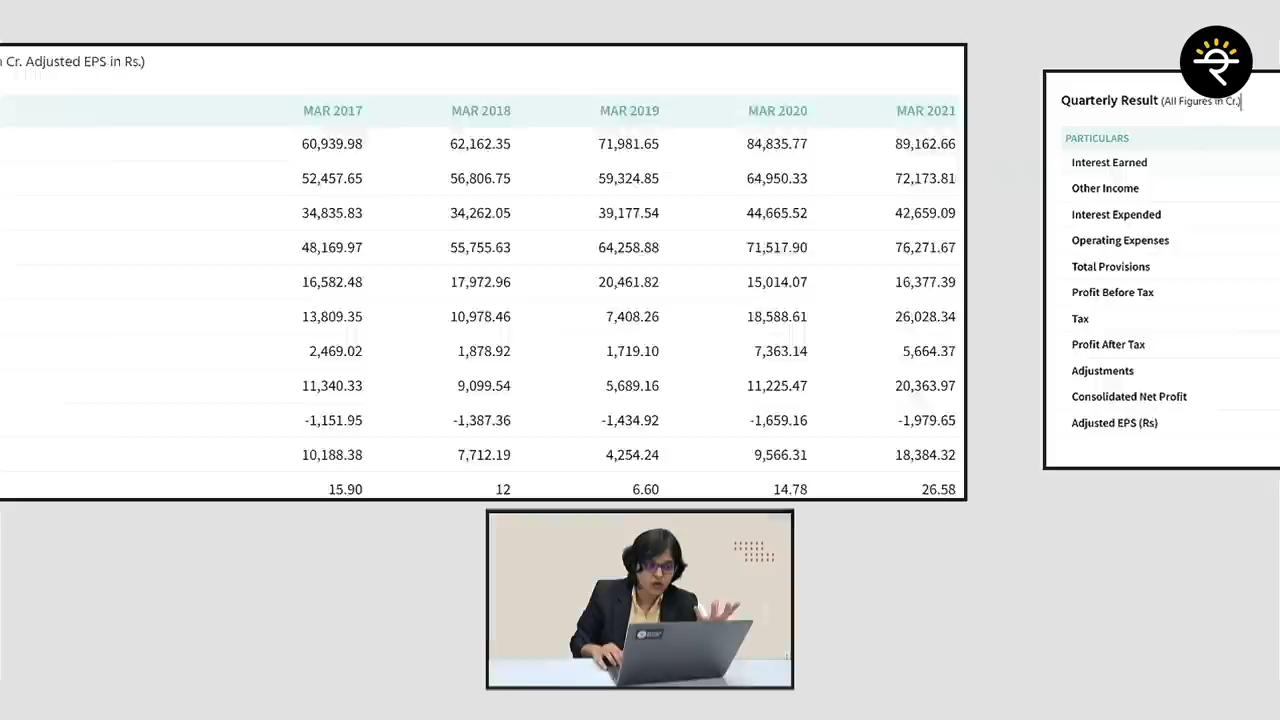 Cr. Adjusted EPS in Rs.)
MAR 2017 MAR 2018 MAR 2019 MAR 2020 MAR 2021
60,939.98 62,162.35 71,981.65 84,835.77 89,162.66
52,457.65 56,806.75 59,324.85 64,950.33 72,173.81
34,835.83 34,262.05 39,177.54 44,665.52 42,659.09
48,169.97 55,755.63 64,258.88 71,517.90 76,271.67
16,582.48 17,972.96 20,461.82 15,014.07 16,377.39
13,809.35 10,978.46 7,408.26 18,588.61 26,028.34
2,469.02 1,878.92 1,719.10 7,363.14 5,664.37
11,340.33 9,099.54 5,689.16 11,225.47 20,363.97
-1,151.95 -1,387.36 -1,434.92 -1,659.16 -1,979.65
10,188.38 7,712.19 4,254.24 9,566.31 18,384.32
15.90 12 6.60 14.78 26.58
Quarterly Result (All Figures in Cr.)
PARTICULARS
Interest Earned
Other Income
Interest Expended
Operating Expenses
Total Provisions
Profit Before Tax
Tax
Profit After Tax
Adjustments
Consolidated Net Profit
Adjusted EPS (Rs)